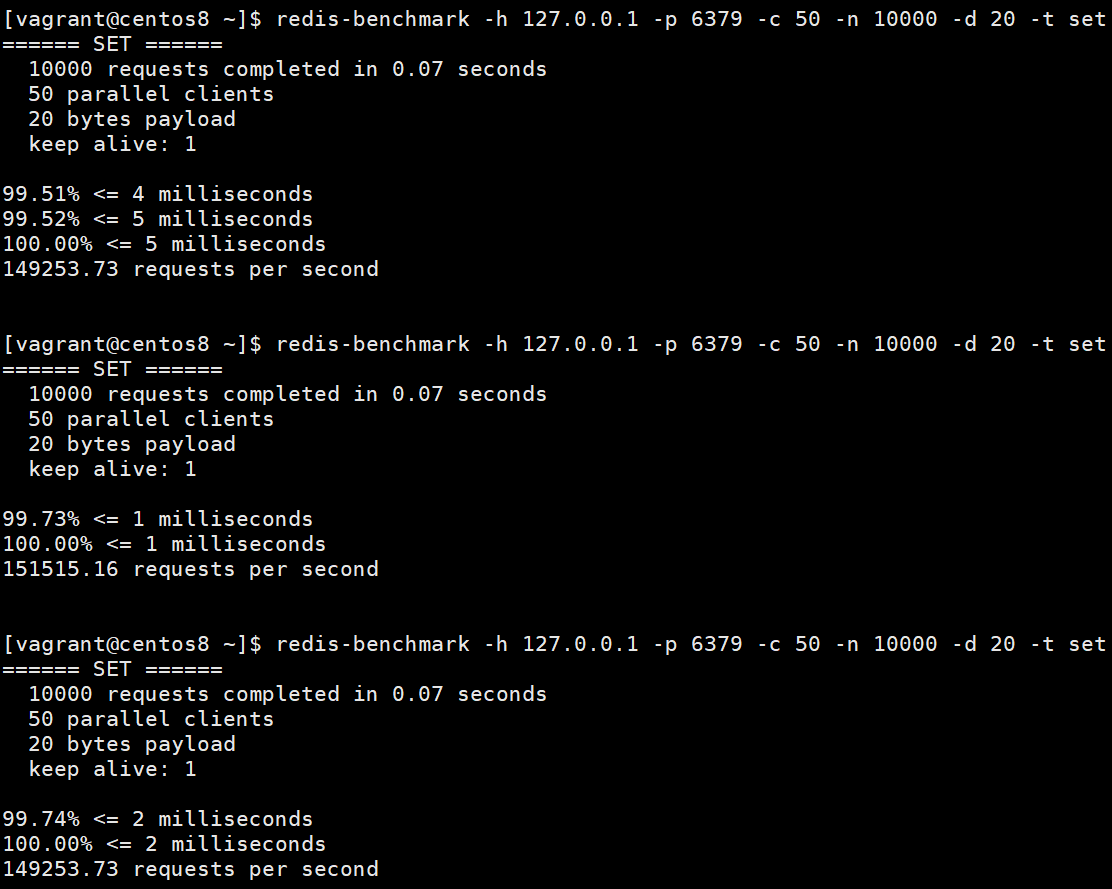 [vagrant@centos8 ~]$ redis-benchmark -h 127.0.0.1 -p 6379 -c 50 -n 10000 -d 20 -t set
====== SET ======
  10000 requests completed in 0.07 seconds
  50 parallel clients
  20 bytes payload
  keep alive: 1

99.51% <= 4 milliseconds
99.52% <= 5 milliseconds
100.00% <= 5 milliseconds
149253.73 requests per second

[vagrant@centos8 ~]$ redis-benchmark -h 127.0.0.1 -p 6379 -c 50 -n 10000 -d 20 -t set
====== SET ======
  10000 requests completed in 0.07 seconds
  50 parallel clients
  20 bytes payload
  keep alive: 1

99.73% <= 1 milliseconds
100.00% <= 1 milliseconds
151515.16 requests per second

[vagrant@centos8 ~]$ redis-benchmark -h 127.0.0.1 -p 6379 -c 50 -n 10000 -d 20 -t set
====== SET ======
  10000 requests completed in 0.07 seconds
  50 parallel clients
  20 bytes payload
  keep alive: 1

99.74% <= 2 milliseconds
100.00% <= 2 milliseconds
149253.73 requests per second